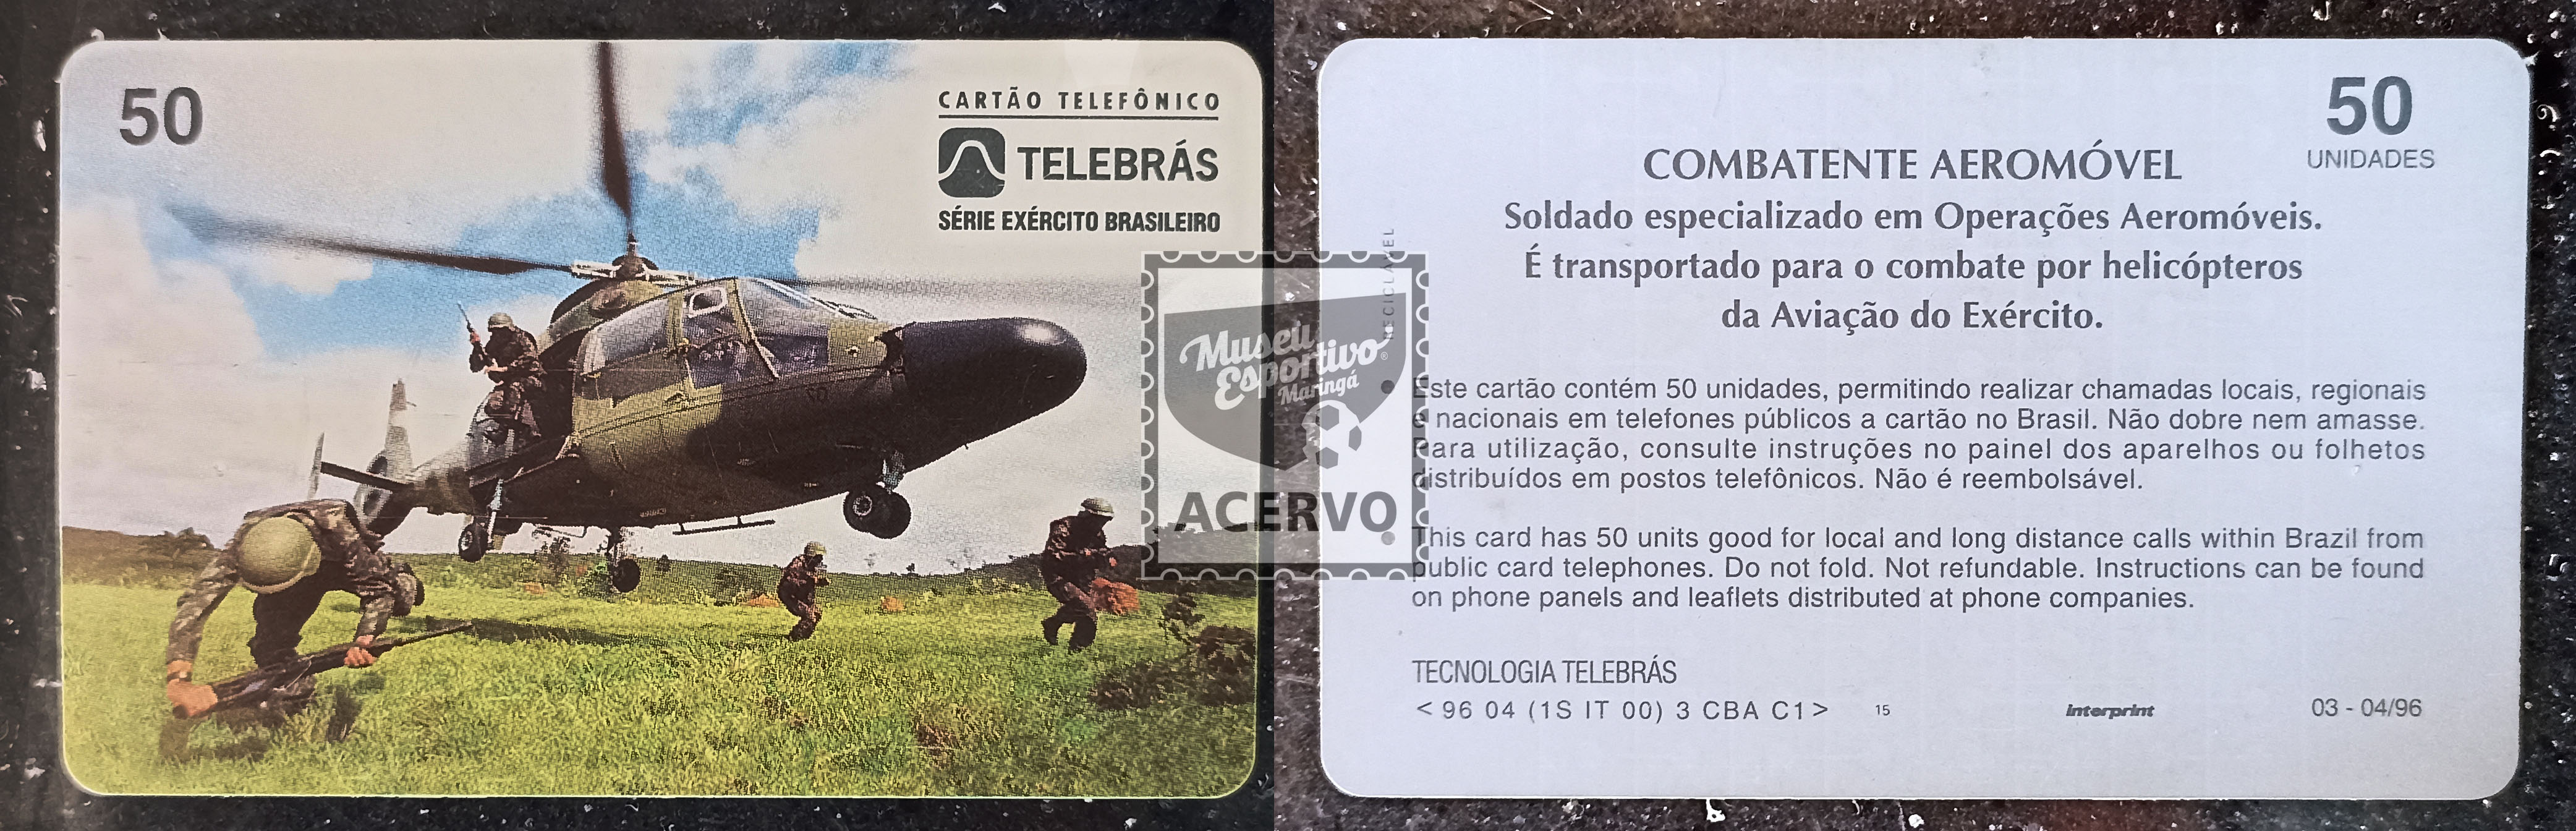 50
CARTÃO TELEFÔNICO
TELEBRÁS
SÉRIE EXÉRCITO BRASILEIRO
50
UNIDADES
COMBATENTE AEROMÓVEL
Soldado especializado em Operações Aeromóveis.
É transportado para o combate por helicópteros
da Aviação do Exército.
RECICLÁVEL
Este cartão contém 50 unidades, permitindo realizar chamadas locais, regionais
e nacionais em telefones públicos a cartão no Brasil. Não dobre nem amasse.
Para utilização, consulte instruções no painel dos aparelhos ou folhetos
distribuídos em postos telefônicos. Não é reembolsável.
This card has 50 units good for local and long distance calls within Brazil from
public card telephones. Do not fold. Not refundable. Instructions can be found
on phone panels and leaflets distributed at phone companies.
TECNOLOGIA TELEBRÁS
< 96 04 (1S IT 00) 3 CBA C1 > 15 interprint 03 - 04/96
Museu
Esportivo®
Maringá
ACERVO